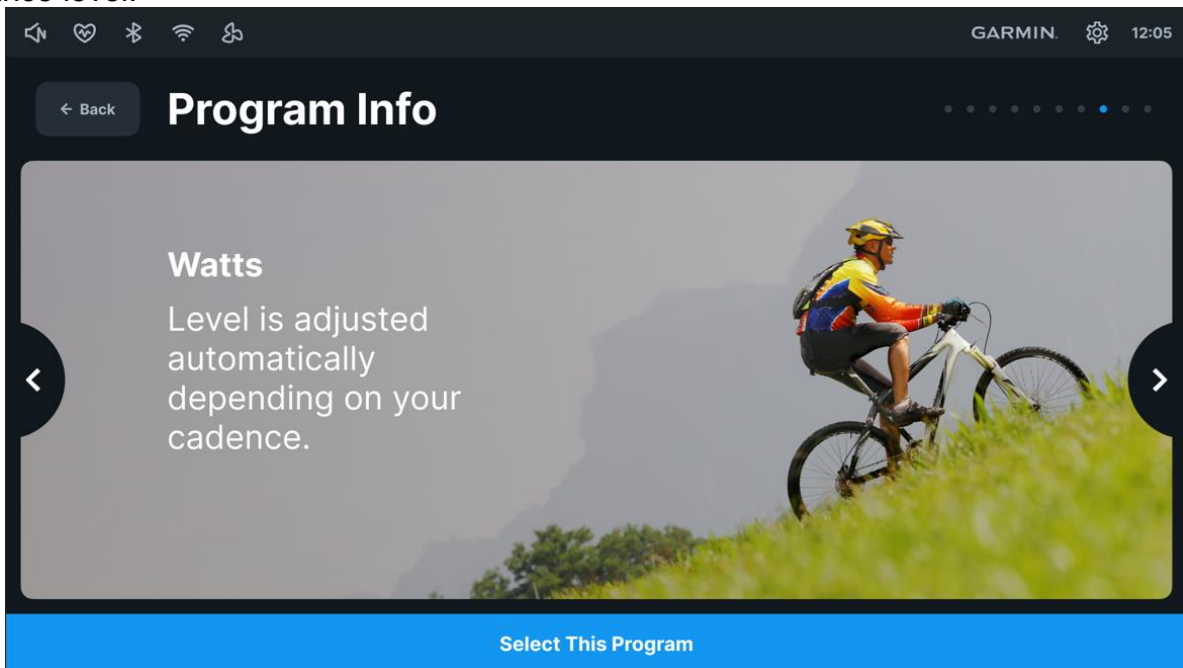 GARMIN.
12:05
← Back
Program Info
Watts
Level is adjusted
automatically
depending on your
cadence.
Select This Program